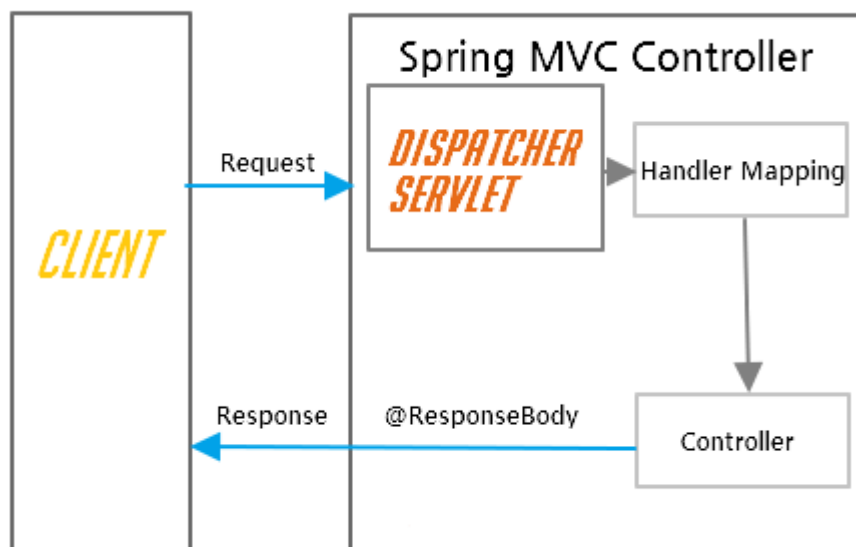 Spring MVC Controller
DISPATCHER
SERVLET
Request
Handler Mapping
CLIENT
Response
@ResponseBody
Controller